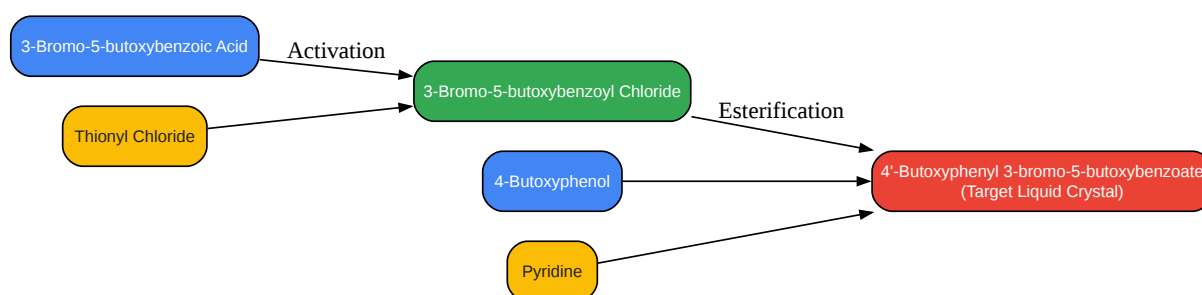 3-Bromo-5-butoxybenzoic Acid
Activation
Thionyl Chloride
3-Bromo-5-butoxybenzoyl Chloride
Esterification
4-Butoxyphenol
Pyridine
4'-Butoxyphenyl 3-bromo-5-butoxybenzoate
(Target Liquid Crystal)